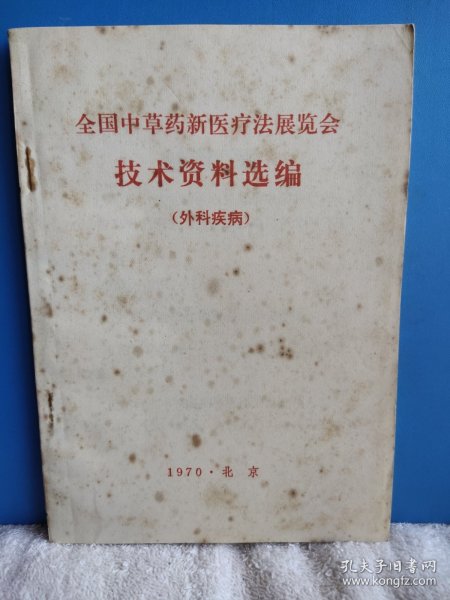 全国中草药新医疗法展览会
技术资料选编
（外科疾病）
1970·北京
孔夫子旧书网
www.kongfz.com